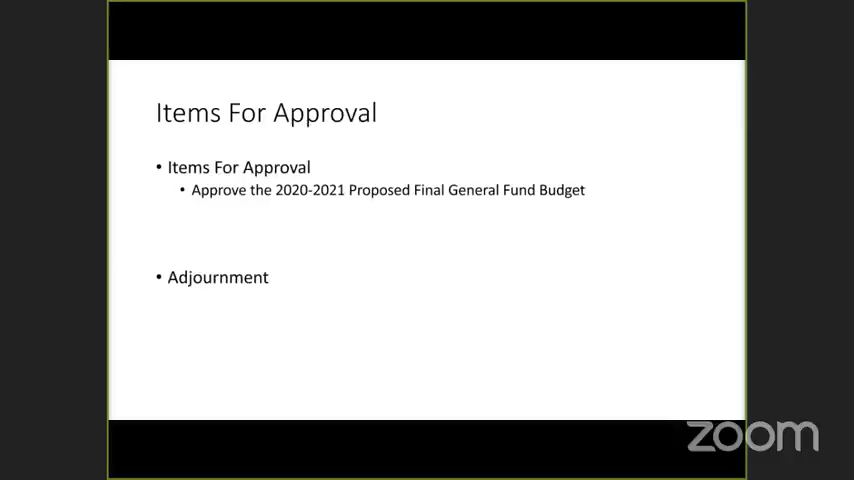 Items For Approval
• Items For Approval
• Approve the 2020-2021 Proposed Final General Fund Budget
• Adjournment
zoom